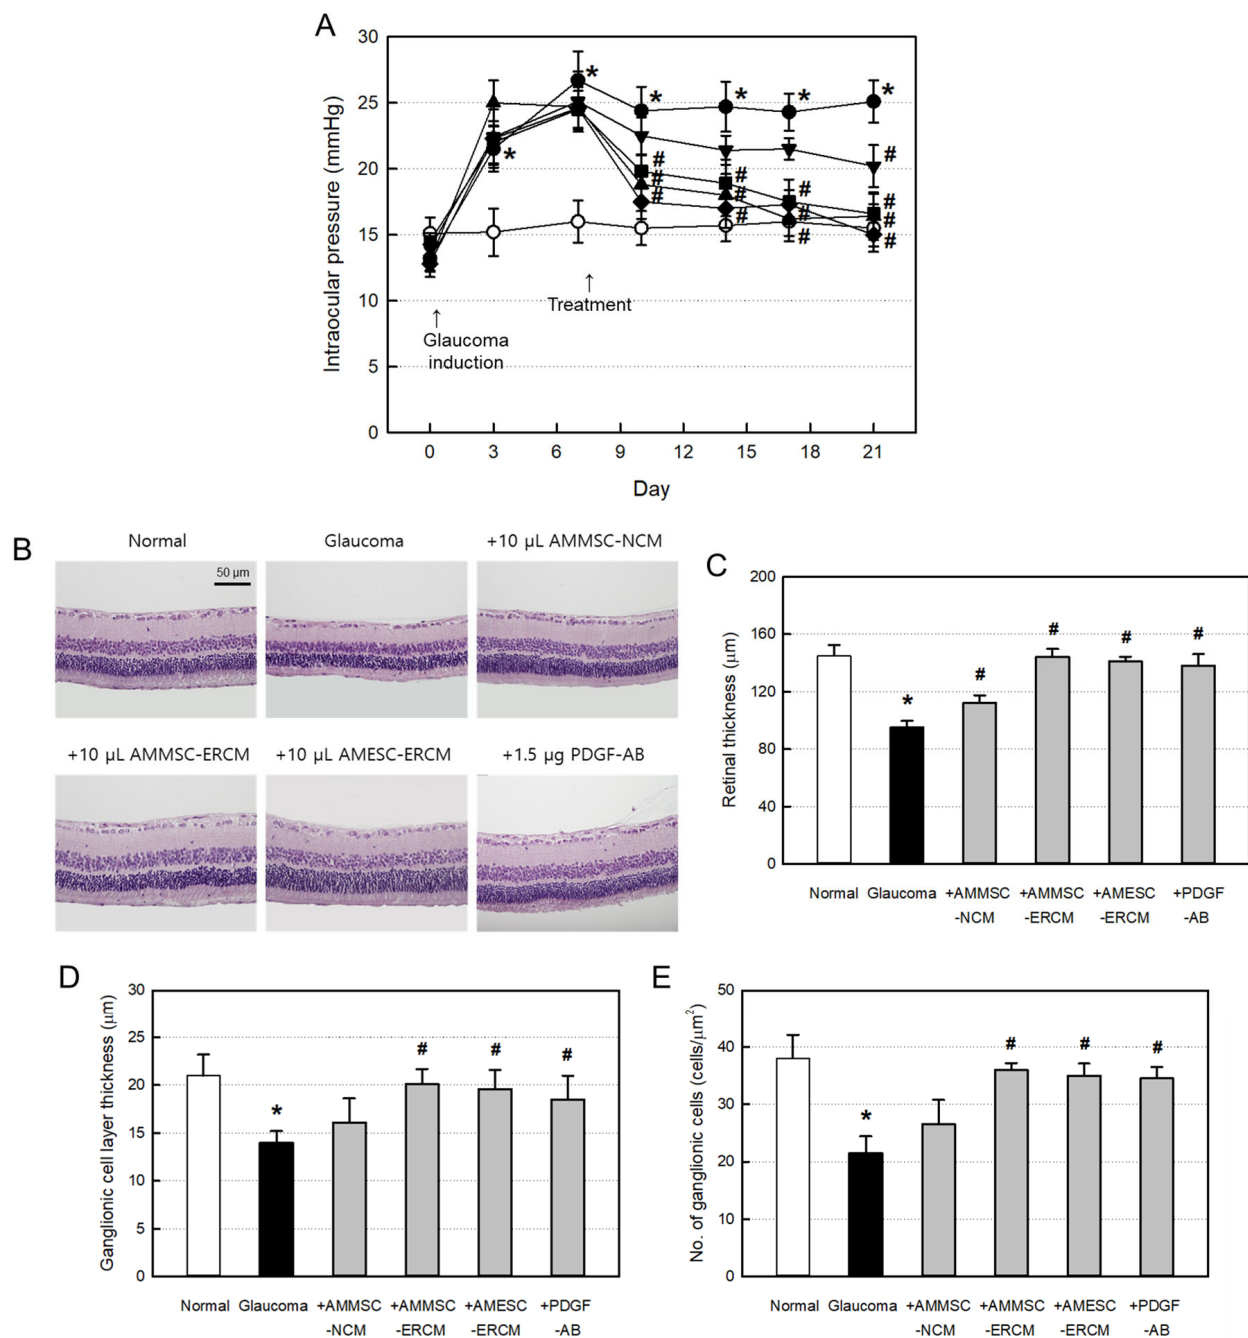 A
Intraocular pressure (mmHg)
30
25
20
15
10
5
0
*
*
*
*
*
*
#
#
#
#
#
#
#
#
#
#
#
#
#
↑
Glaucoma
induction
↑
Treatment
0
3
6
9
12
15
18
21
Day
B
Normal
Glaucoma
+10 μL AMMSC-NCM
50 μm
+10 μL AMMSC-ERCM
+10 μL AMESC-ERCM
+1.5 μg PDGF-AB
C
Retinal thickness (μm)
200
160
120
80
40
0
*
#
#
#
#
Normal
Glaucoma
+AMMSC
-NCM
+AMMSC
-ERCM
+AMESC
-ERCM
+PDGF
-AB
D
Ganglionic cell layer thickness (μm)
30
25
20
15
10
5
0
*
#
#
#
Normal
Glaucoma
+AMMSC
-NCM
+AMMSC
-ERCM
+AMESC
-ERCM
+PDGF
-AB
E
No. of ganglionic cells (cells/μm²)
50
40
30
20
10
0
*
#
#
#
Normal
Glaucoma
+AMMSC
-NCM
+AMMSC
-ERCM
+AMESC
-ERCM
+PDGF
-AB